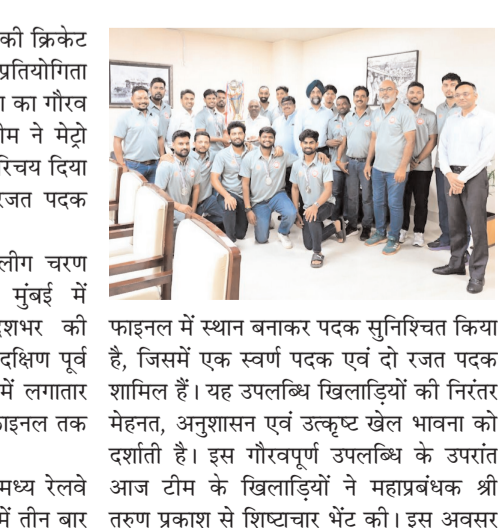 की क्रिकेट
प्रतियोगिता
का गौरव
ीम ने मेट्रो
रिचय दिया
रजत पदक
लीग चरण
मुंबई में
देशभर की
दक्षिण पूर्व
में लगातार
फाइनल तक
मध्य रेलवे
में तीन बार
फाइनल में स्थान बनाकर पदक सुनिश्चित किया
है, जिसमें एक स्वर्ण पदक एवं दो रजत पदक
शामिल हैं। यह उपलब्धि खिलाड़ियों की निरंतर
मेहनत, अनुशासन एवं उत्कृष्ट खेल भावना को
दर्शाती है। इस गौरवपूर्ण उपलब्धि के उपरांत
आज टीम के खिलाड़ियों ने महाप्रबंधक श्री
तरुण प्रकाश से शिष्टाचार भेंट की। इस अवसर